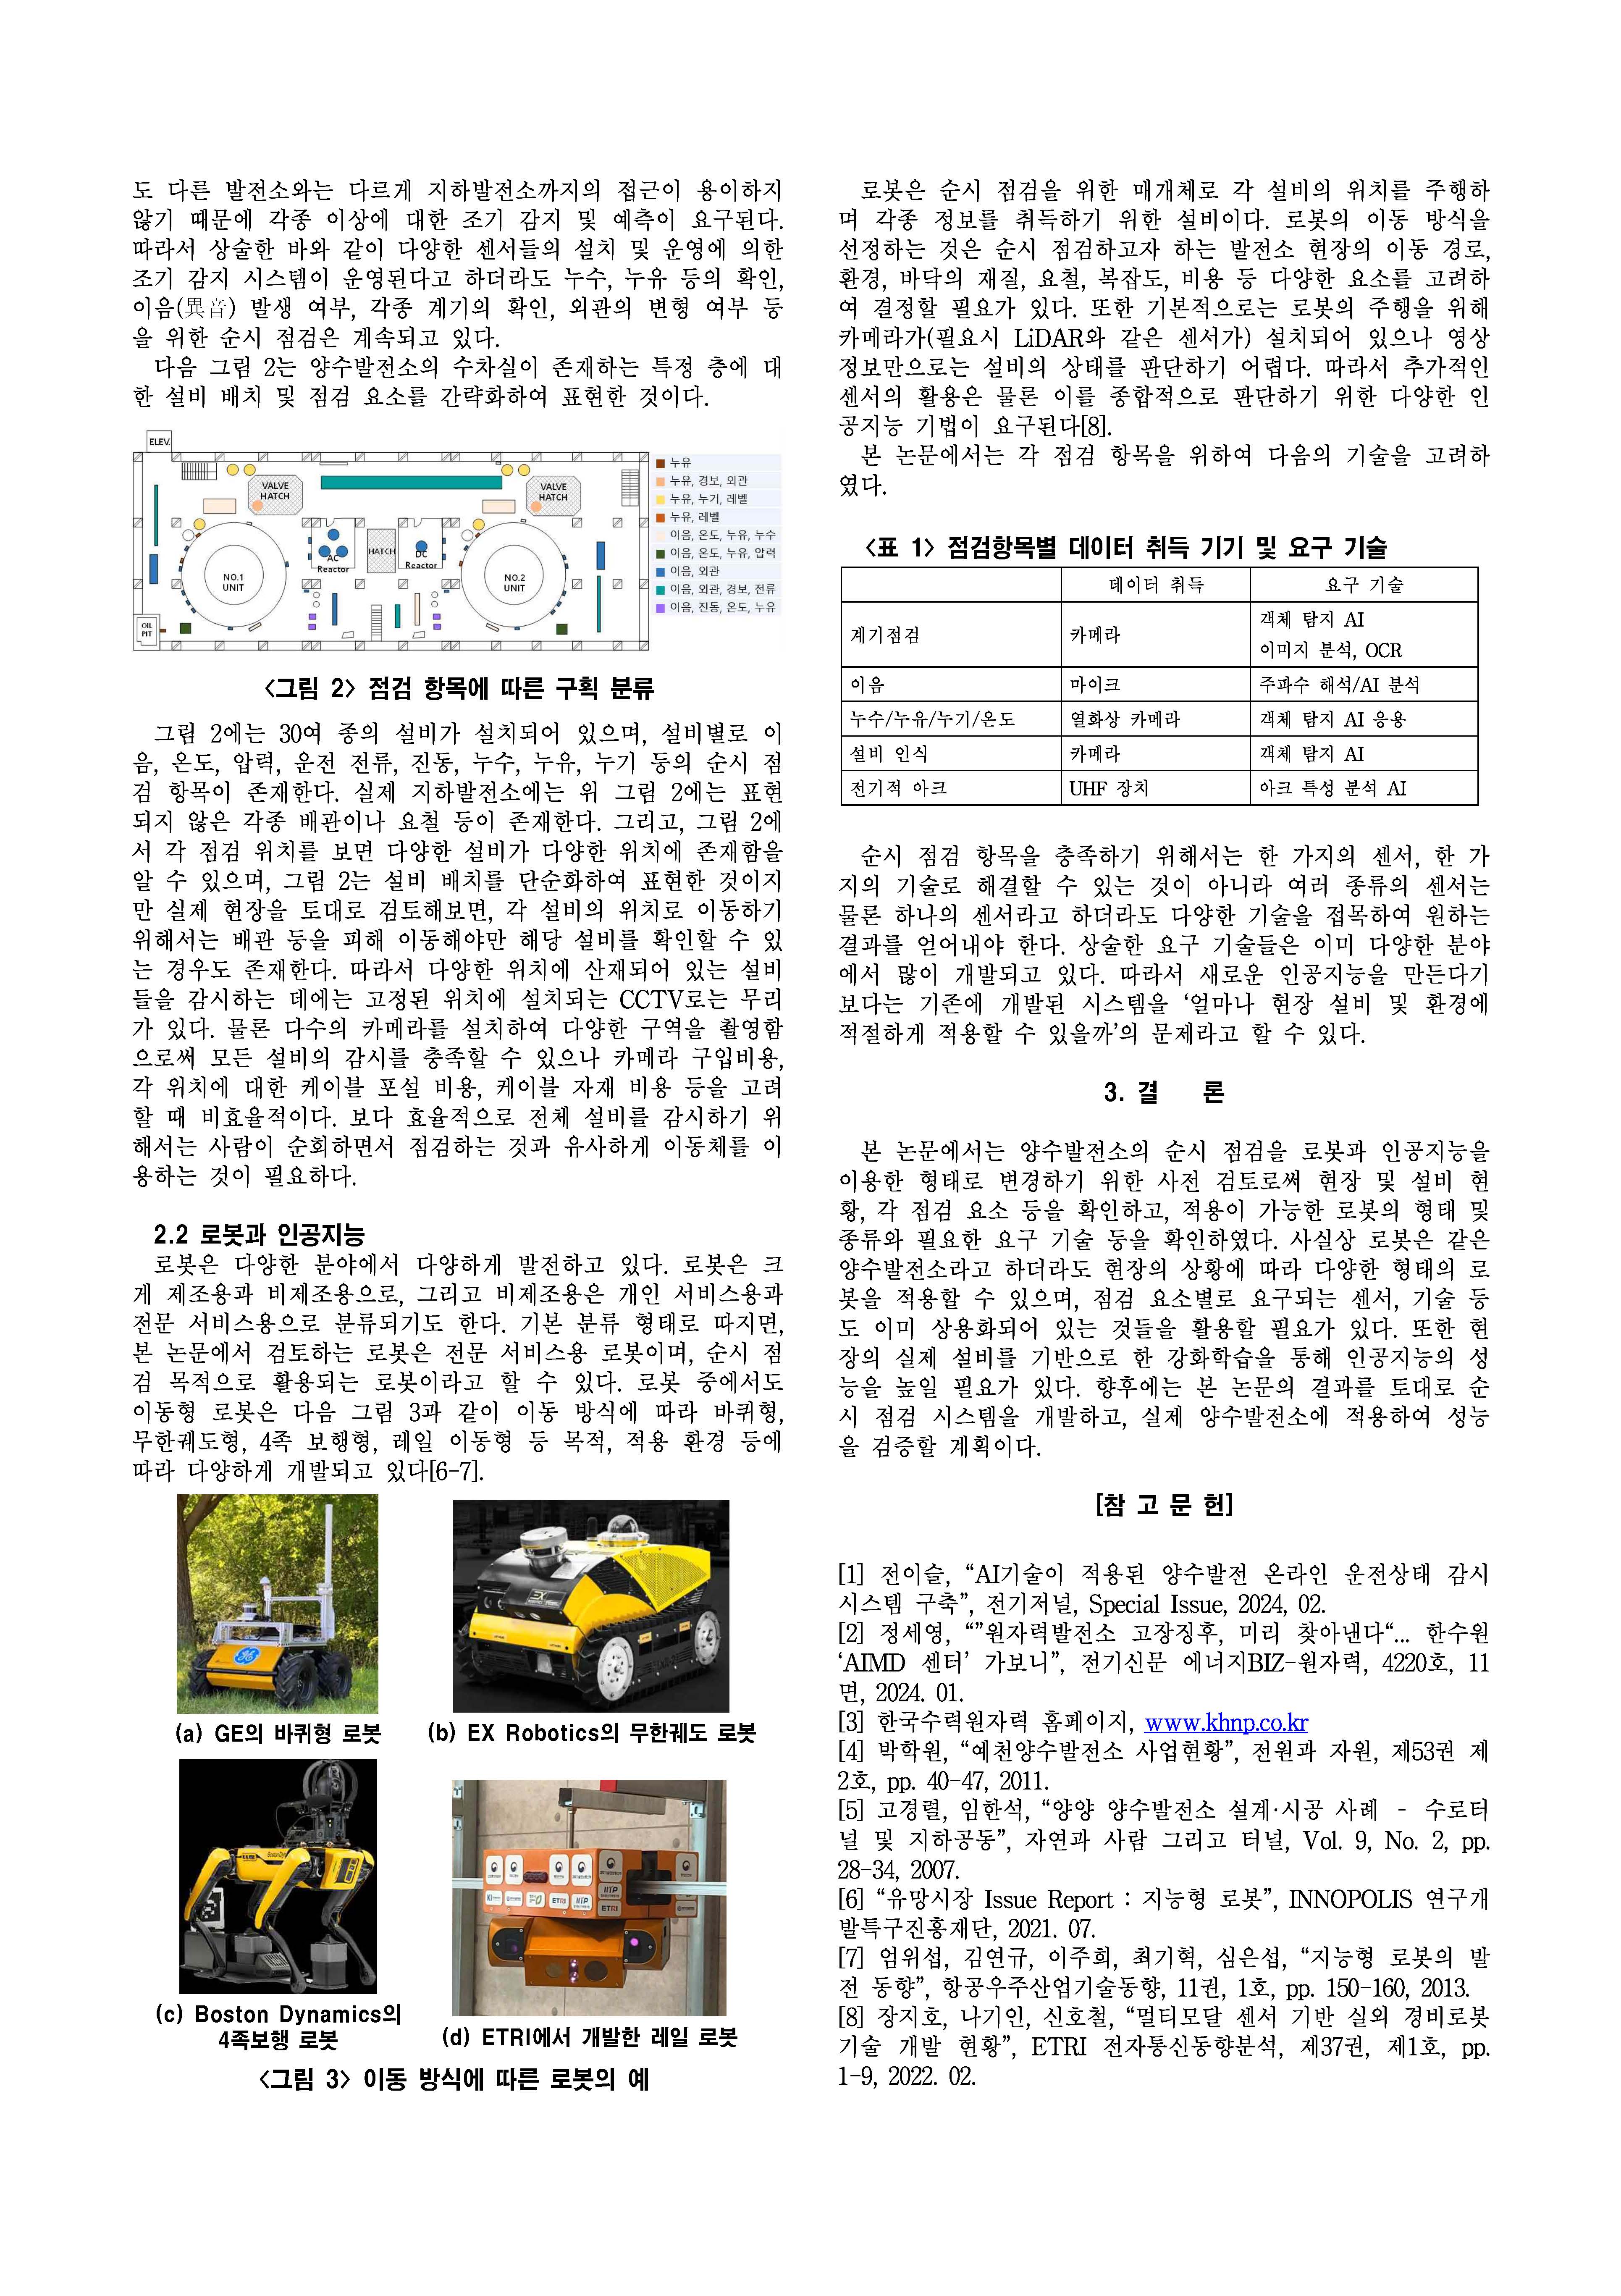 도 다른 발전소와는 다르게 지하발전소까지의 접근이 용이하지
않기 때문에 각종 이상에 대한 조기 감지 및 예측이 요구된다.
따라서 상술한 바와 같이 다양한 센서들의 설치 및 운영에 의한
조기 감지 시스템이 운영된다고 하더라도 누수, 누유 등의 확인,
이음(異音) 발생 여부, 각종 계기의 확인, 외관의 변형 여부 등
을 위한 순시 점검은 계속되고 있다.
다음 그림 2는 양수발전소의 수차실이 존재하는 특정 층에 대
한 설비 배치 및 점검 요소를 간략화하여 표현한 것이다.
ELEV.
VALVE
HATCH
VALVE
HATCH
AC
Reactor
HATCH
DC
Reactor
NO.1
UNIT
NO.2
UNIT
OIL
PIT
누유
누유, 경보, 외관
누유, 누기, 레벨
누유, 레벨
이음, 온도, 누유, 누수
이음, 온도, 누유, 압력
이음, 외관
이음, 외관, 경보, 전류
이음, 진동, 온도, 누유
<그림 2> 점검 항목에 따른 구획 분류
그림 2에는 30여 종의 설비가 설치되어 있으며, 설비별로 이
음, 온도, 압력, 운전 전류, 진동, 누수, 누유, 누기 등의 순시 점
검 항목이 존재한다. 실제 지하발전소에는 위 그림 2에는 표현
되지 않은 각종 배관이나 요철 등이 존재한다. 그리고, 그림 2에
서 각 점검 위치를 보면 다양한 설비가 다양한 위치에 존재함을
알 수 있으며, 그림 2는 설비 배치를 단순화하여 표현한 것이지
만 실제 현장을 토대로 검토해보면, 각 설비의 위치로 이동하기
위해서는 배관 등을 피해 이동해야만 해당 설비를 확인할 수 있
는 경우도 존재한다. 따라서 다양한 위치에 산재되어 있는 설비
들을 감시하는 데에는 고정된 위치에 설치되는 CCTV로는 무리
가 있다. 물론 다수의 카메라를 설치하여 다양한 구역을 촬영함
으로써 모든 설비의 감시를 충족할 수 있으나 카메라 구입비용,
각 위치에 대한 케이블 포설 비용, 케이블 자재 비용 등을 고려
할 때 비효율적이다. 보다 효율적으로 전체 설비를 감시하기 위
해서는 사람이 순회하면서 점검하는 것과 유사하게 이동체를 이
용하는 것이 필요하다.
2.2 로봇과 인공지능
로봇은 다양한 분야에서 다양하게 발전하고 있다. 로봇은 크
게 제조용과 비제조용으로, 그리고 비제조용은 개인 서비스용과
전문 서비스용으로 분류되기도 한다. 기본 분류 형태로 따지면,
본 논문에서 검토하는 로봇은 전문 서비스용 로봇이며, 순시 점
검 목적으로 활용되는 로봇이라고 할 수 있다. 로봇 중에서도
이동형 로봇은 다음 그림 3과 같이 이동 방식에 따라 바퀴형,
무한궤도형, 4족 보행형, 레일 이동형 등 목적, 적용 환경 등에
따라 다양하게 개발되고 있다[6-7].
EX
(a) GE의 바퀴형 로봇
(b) EX Robotics의 무한궤도 로봇
ETRI
IITP
ETRI
(c) Boston Dynamics의
4족보행 로봇
(d) ETRI에서 개발한 레일 로봇
<그림 3> 이동 방식에 따른 로봇의 예
로봇은 순시 점검을 위한 매개체로 각 설비의 위치를 주행하
며 각종 정보를 취득하기 위한 설비이다. 로봇의 이동 방식을
선정하는 것은 순시 점검하고자 하는 발전소 현장의 이동 경로,
환경, 바닥의 재질, 요철, 복잡도, 비용 등 다양한 요소를 고려하
여 결정할 필요가 있다. 또한 기본적으로는 로봇의 주행을 위해
카메라가(필요시 LiDAR와 같은 센서가) 설치되어 있으나 영상
정보만으로는 설비의 상태를 판단하기 어렵다. 따라서 추가적인
센서의 활용은 물론 이를 종합적으로 판단하기 위한 다양한 인
공지능 기법이 요구된다[8].
본 논문에서는 각 점검 항목을 위하여 다음의 기술을 고려하
였다.
<표 1> 점검항목별 데이터 취득 기기 및 요구 기술
데이터 취득 요구 기술
계기점검 카메라 객체 탐지 AI
이미지 분석, OCR
이음 마이크 주파수 해석/AI 분석
누수/누유/누기/온도 열화상 카메라 객체 탐지 AI 응용
설비 인식 카메라 객체 탐지 AI
전기적 아크 UHF 장치 아크 특성 분석 AI
순시 점검 항목을 충족하기 위해서는 한 가지의 센서, 한 가
지의 기술로 해결할 수 있는 것이 아니라 여러 종류의 센서는
물론 하나의 센서라고 하더라도 다양한 기술을 접목하여 원하는
결과를 얻어내야 한다. 상술한 요구 기술들은 이미 다양한 분야
에서 많이 개발되고 있다. 따라서 새로운 인공지능을 만든다기
보다는 기존에 개발된 시스템을 ‘얼마나 현장 설비 및 환경에
적절하게 적용할 수 있을까’의 문제라고 할 수 있다.
3. 결 론
본 논문에서는 양수발전소의 순시 점검을 로봇과 인공지능을
이용한 형태로 변경하기 위한 사전 검토로써 현장 및 설비 현
황, 각 점검 요소 등을 확인하고, 적용이 가능한 로봇의 형태 및
종류와 필요한 요구 기술 등을 확인하였다. 사실상 로봇은 같은
양수발전소라고 하더라도 현장의 상황에 따라 다양한 형태의 로
봇을 적용할 수 있으며, 점검 요소별로 요구되는 센서, 기술 등
도 이미 상용화되어 있는 것들을 활용할 필요가 있다. 또한 현
장의 실제 설비를 기반으로 한 강화학습을 통해 인공지능의 성
능을 높일 필요가 있다. 향후에는 본 논문의 결과를 토대로 순
시 점검 시스템을 개발하고, 실제 양수발전소에 적용하여 성능
을 검증할 계획이다.
[참 고 문 헌]
[1] 전이슬, “AI기술이 적용된 양수발전 온라인 운전상태 감시
시스템 구축”, 전기저널, Special Issue, 2024, 02.
[2] 정세영, “”원자력발전소 고장징후, 미리 찾아낸다“... 한수원
‘AIMD 센터’ 가보니”, 전기신문 에너지BIZ-원자력, 4220호, 11
면, 2024. 01.
[3] 한국수력원자력 홈페이지, www.khnp.co.kr
[4] 박학원, “예천양수발전소 사업현황”, 전원과 자원, 제53권 제
2호, pp. 40-47, 2011.
[5] 고경렬, 임한석, “양양 양수발전소 설계·시공 사례 - 수로터
널 및 지하공동”, 자연과 사람 그리고 터널, Vol. 9, No. 2, pp.
28-34, 2007.
[6] “유망시장 Issue Report : 지능형 로봇”, INNOPOLIS 연구개
발특구진흥재단, 2021. 07.
[7] 엄위섭, 김연규, 이주희, 최기혁, 심은섭, “지능형 로봇의 발
전 동향”, 항공우주산업기술동향, 11권, 1호, pp. 150-160, 2013.
[8] 장지호, 나기인, 신호철, “멀티모달 센서 기반 실외 경비로봇
기술 개발 현황”, ETRI 전자통신동향분석, 제37권, 제1호, pp.
1-9, 2022. 02.